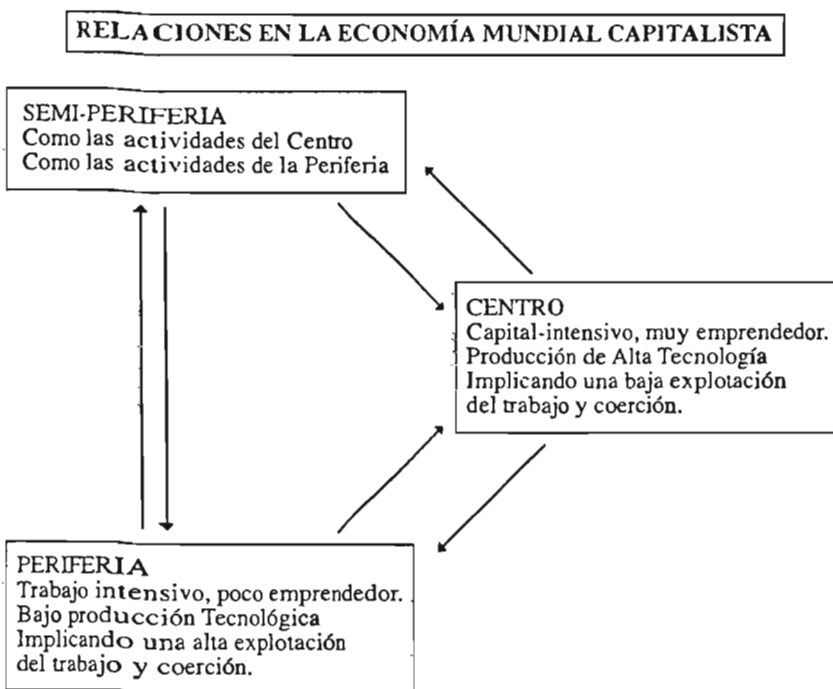 RELACIONES EN LA ECONOMÍA MUNDIAL CAPITALISTA
SEMI-PERIFERIA
Como las actividades del Centro
Como las actividades de la Periferia
CENTRO
Capital-intensivo, muy emprendedor.
Producción de Alta Tecnología
Implicando una baja explotación
del trabajo y coerción.
PERIFERIA
Trabajo intensivo, poco emprendedor.
Bajo producción Tecnológica
Implicando una alta explotación
del trabajo y coerción.